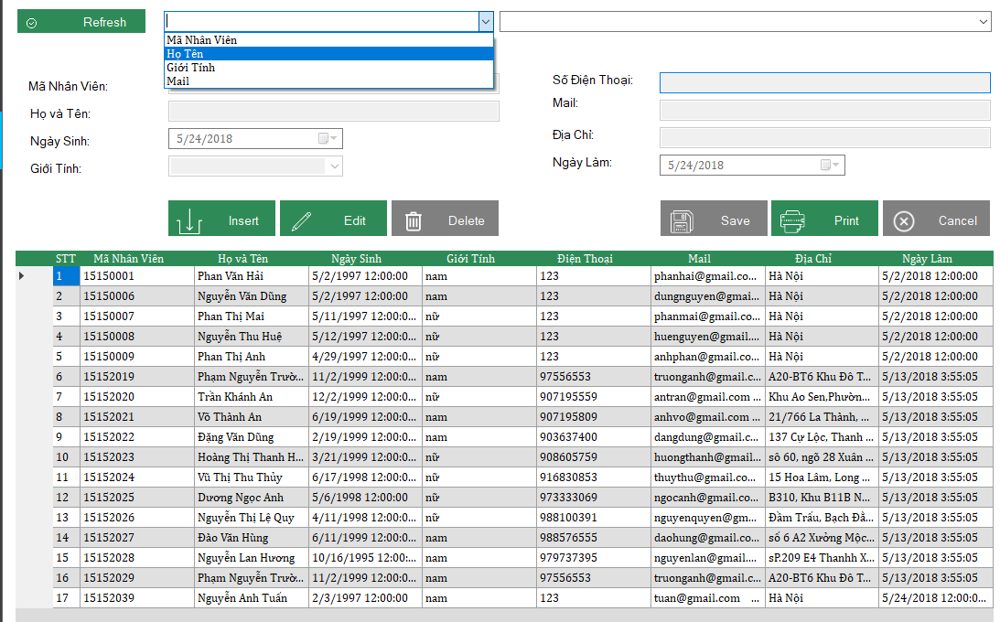 Refresh
Mã Nhân Viên
Họ Tên
Giới Tính
Mail
Mã Nhân Viên:
Họ và Tên:
Ngày Sinh: 5/24/2018
Giới Tính:
Số Điện Thoại:
Mail:
Địa Chỉ:
Ngày Làm: 5/24/2018
Insert Edit Delete Save Print Cancel
STT Mã Nhân Viên Họ và Tên Ngày Sinh Giới Tính Điện Thoại Mail Địa Chỉ Ngày Làm
1 15150001 Phan Văn Hải 5/2/1997 12:00:00 nam 123 phanhai@gmail.co... Hà Nội 5/2/2018 12:00:00
2 15150006 Nguyễn Văn Dũng 5/2/1997 12:00:00 nam 123 dungnguyen@gmai... Hà Nội 5/2/2018 12:00:00
3 15150007 Phan Thị Mai 5/11/1997 12:00:0... nữ 123 phanmai@gmail.co... Hà Nội 5/2/2018 12:00:00
4 15150008 Nguyễn Thu Huệ 5/12/1997 12:00:0... nữ 123 huenguyen@gmail.... Hà Nội 5/2/2018 12:00:00
5 15150009 Phan Thị Anh 4/29/1997 12:00:0... nữ 123 anhphan@gmail.co... Hà Nội 5/2/2018 12:00:00
6 15152019 Phạm Nguyễn Trườ... 11/2/1999 12:00:0... nam 97556553 truonganh@gmail.c... A20-BT6 Khu Đô T... 5/13/2018 3:55:05
7 15152020 Trần Khánh An 12/2/1999 12:00:0... nữ 907195559 antran@gmail.com ... Khu Ao Sen,Phườn... 5/13/2018 3:55:05
8 15152021 Võ Thành An 6/19/1999 12:00:0... nam 907195809 anhvo@gmail.com ... 21/766 La Thành, ... 5/13/2018 3:55:05
9 15152022 Đặng Văn Dũng 2/19/1999 12:00:0... nam 903637400 dangdung@gmail.c... 137 Cự Lộc, Thanh ... 5/13/2018 3:55:05
10 15152023 Hoàng Thị Thanh H... 3/21/1999 12:00:0... nữ 908605759 huongthanh@gmail... sô 60, ngõ 28 Xuân ... 5/13/2018 3:55:05
11 15152024 Vũ Thị Thu Thủy 6/17/1998 12:00:0... nữ 916830853 thuythu@gmail.co... 15 Hoa Lâm, Long ... 5/13/2018 3:55:05
12 15152025 Dương Ngọc Anh 5/6/1998 12:00:00 nữ 973333069 ngocanh@gmail.co... B310, Khu B11B N... 5/13/2018 3:55:05
13 15152026 Nguyễn Thị Lệ Quy 4/11/1998 12:00:0... nữ 988100391 nguyenquyen@gm... Đầm Trấu, Bạch Đằ... 5/13/2018 3:55:05
14 15152027 Đào Văn Hùng 6/11/1999 12:00:0... nam 988576555 daohung@gmail.co... số 6 A2 Xưởng Mộc... 5/13/2018 3:55:05
15 15152028 Nguyễn Lan Hương 10/16/1995 12:00:... nam 979737395 nguyenlan@gmail.... sP.209 E4 Thanhh X... 5/13/2018 3:55:05
16 15152029 Phạm Nguyễn Trườ... 11/2/1999 12:00:0... nam 97556553 truonganh@gmail.c... A20-BT6 Khu Đô T... 5/13/2018 3:55:05
17 15152039 Nguyễn Anh Tuấn 2/3/1997 12:00:00 nam 123 tuan@gmail.com ... Hà Nội 5/24/2018 12:00:0...